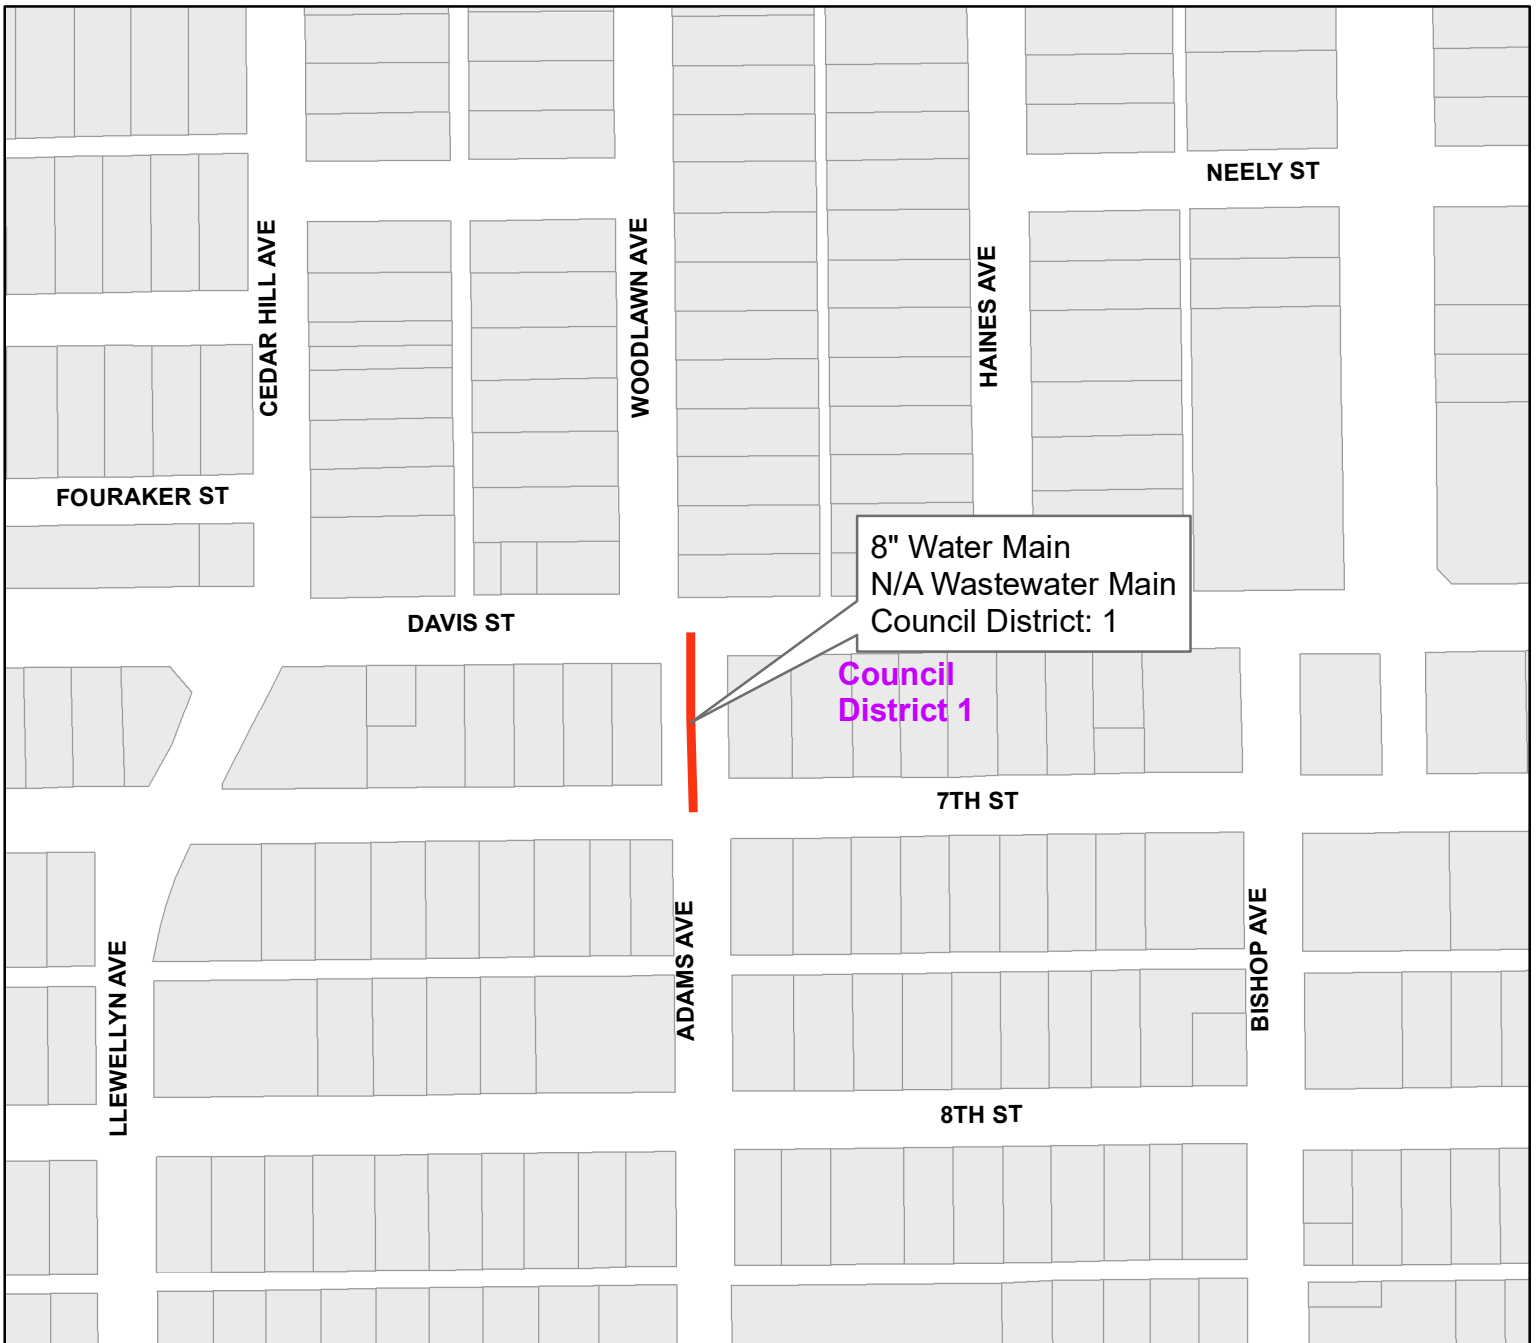 NEELY ST
CEDAR HILL AVE
WOODLAWN AVE
HAINES AVE
FOURAKER ST
8" Water Main
N/A Wastewater Main
Council District: 1
DAVIS ST
Council
District 1
7TH ST
LLEWELLYN AVE
ADAMS AVE
BISHOP AVE
8TH ST